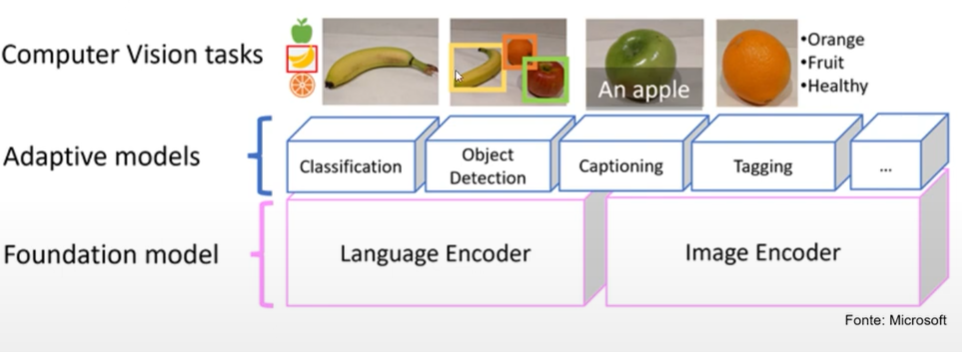 Computer Vision tasks
An apple
•Orange
•Fruit
•Healthy
Adaptive models
Classification
Object
Detection
Captioning
Tagging
...
Foundation model
Language Encoder
Image Encoder
Fonte: Microsoft